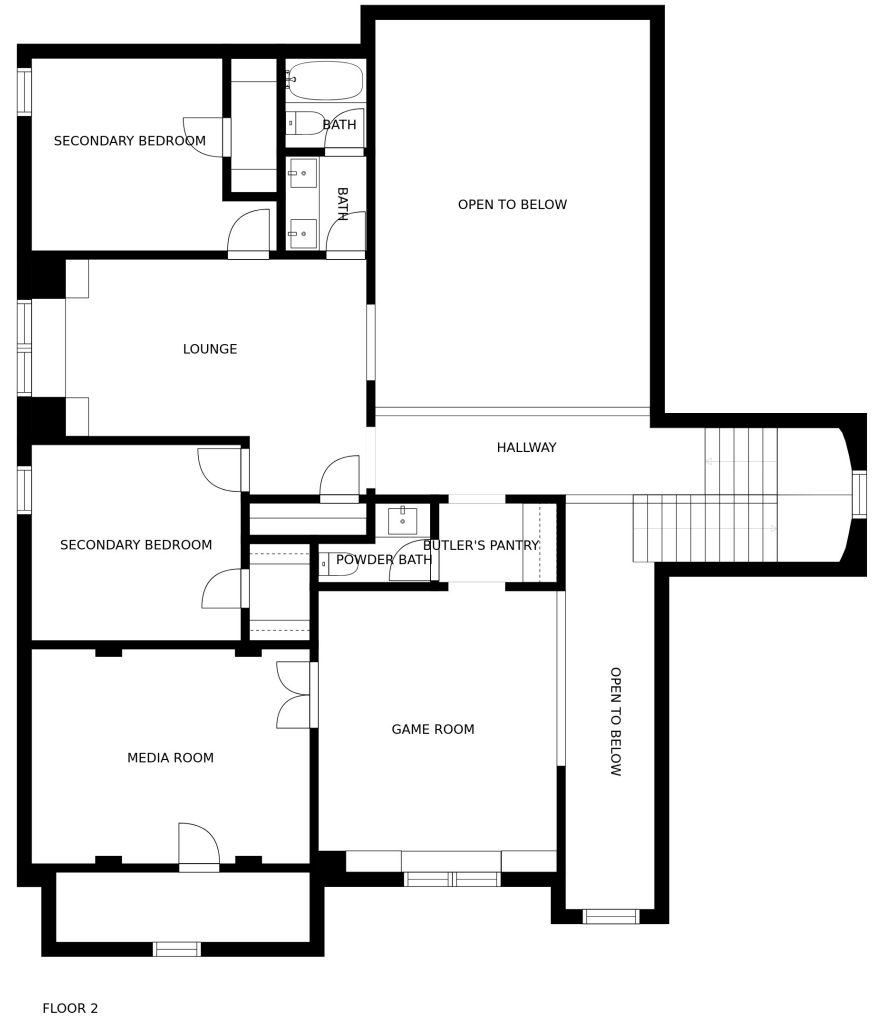 BATH
SECONDARY BEDROOM
BATH
OPEN TO BELOW
LOUNGE
HALLWAY
SECONDARY BEDROOM
BUTLER'S PANTRY
POWDER BATH
OPEN TO BELOW
GAME ROOM
MEDIA ROOM
FLOOR 2